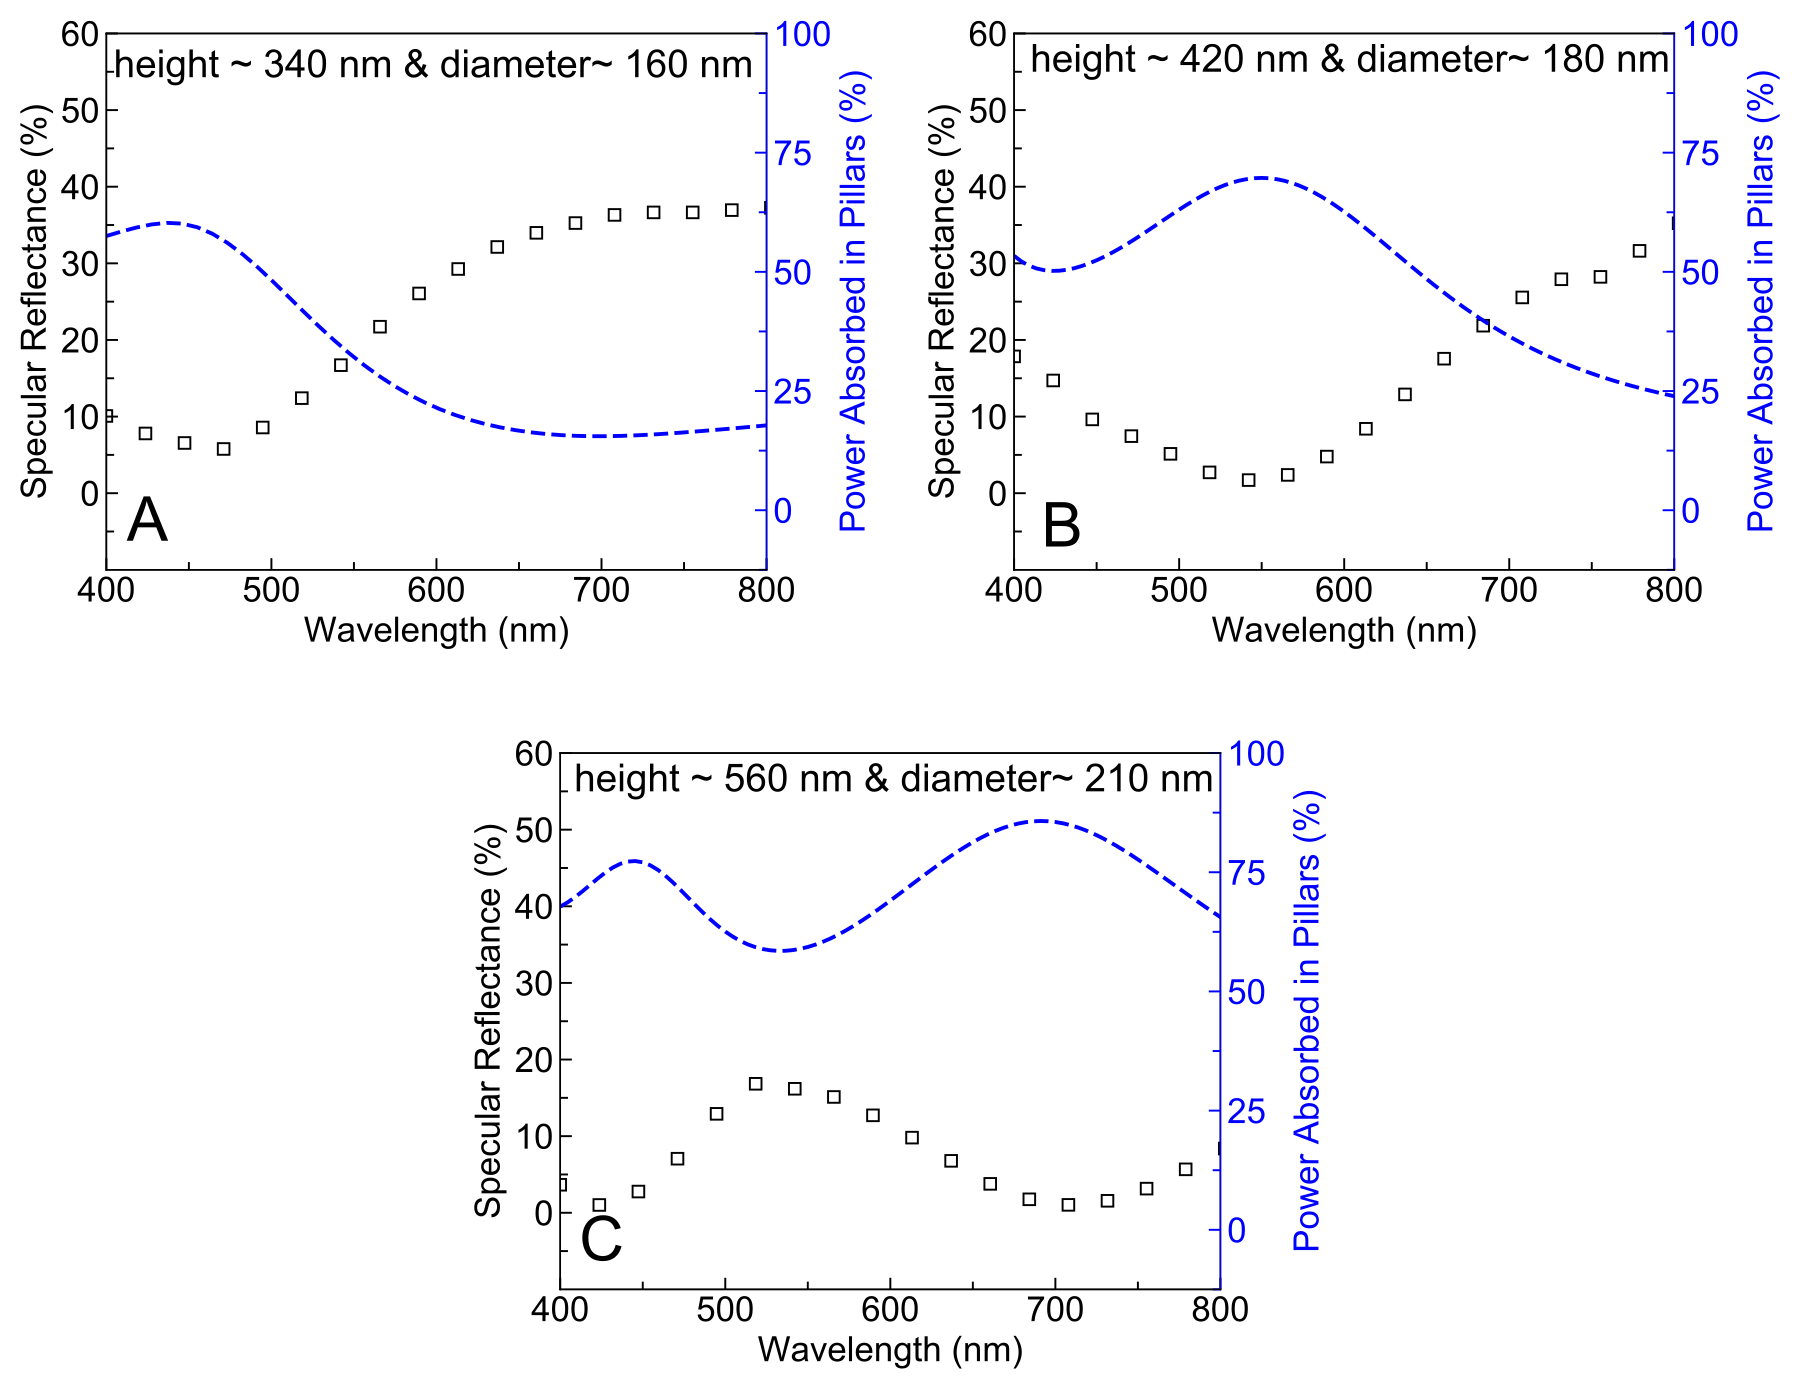 height ~ 340 nm & diameter~ 160 nm
Specular Reflectance (%)
60
50
40
30
20
10
0
100
75
50
25
0
Power Absorbed in Pillars (%)
A
400 500 600 700 800
Wavelength (nm)
height ~ 420 nm & diameter~ 180 nm
Specular Reflectance (%)
60
50
40
30
20
10
0
100
75
50
25
0
Power Absorbed in Pillars (%)
B
400 500 600 700 800
Wavelength (nm)
height ~ 560 nm & diameter~ 210 nm
Specular Reflectance (%)
60
50
40
30
20
10
0
100
75
50
25
0
Power Absorbed in Pillars (%)
C
400 500 600 700 800
Wavelength (nm)